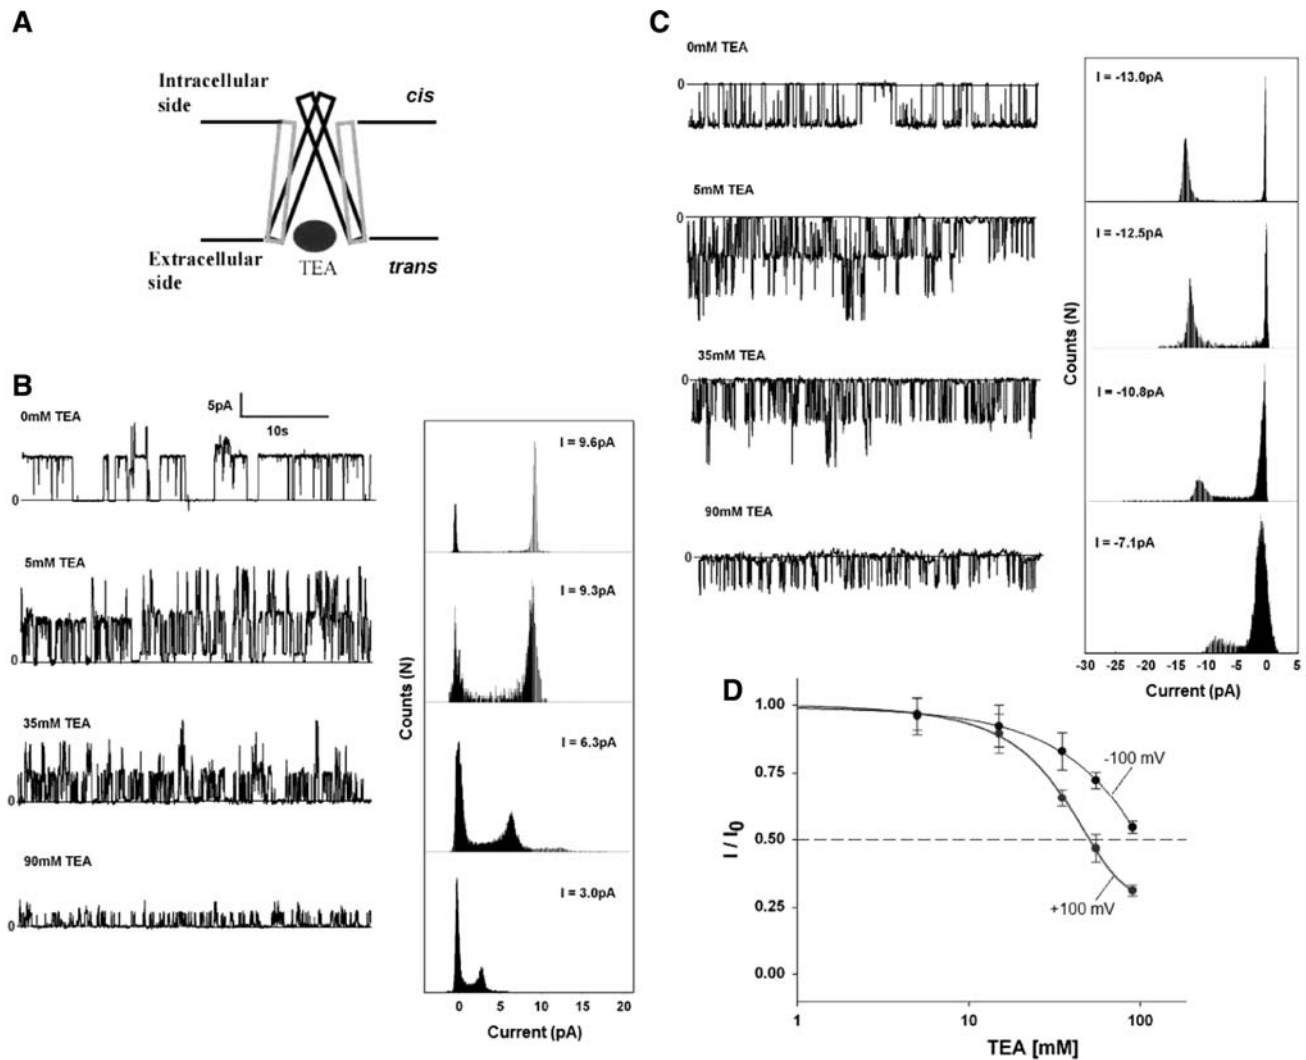 A
Intracellular
side
cis
Extracellular
side
TEA
trans
B
0mM TEA
5pA
10s
0
5mM TEA
0
35mM TEA
0
90mM TEA
0
I = 9.6pA
I = 9.3pA
I = 6.3pA
I = 3.0pA
Counts (N)
0 5 10 15 20
Current (pA)
C
0mM TEA
0
5mM TEA
0
35mM TEA
0
90mM TEA
0
I = -13.0pA
I = -12.5pA
I = -10.8pA
I = -7.1pA
Counts (N)
-30 -25 -20 -15 -10 -5 0 5
Current (pA)
D
1.00
0.75
0.50
0.25
0.00
I / I0
-100 mV
+100 mV
1 10 100
TEA [mM]